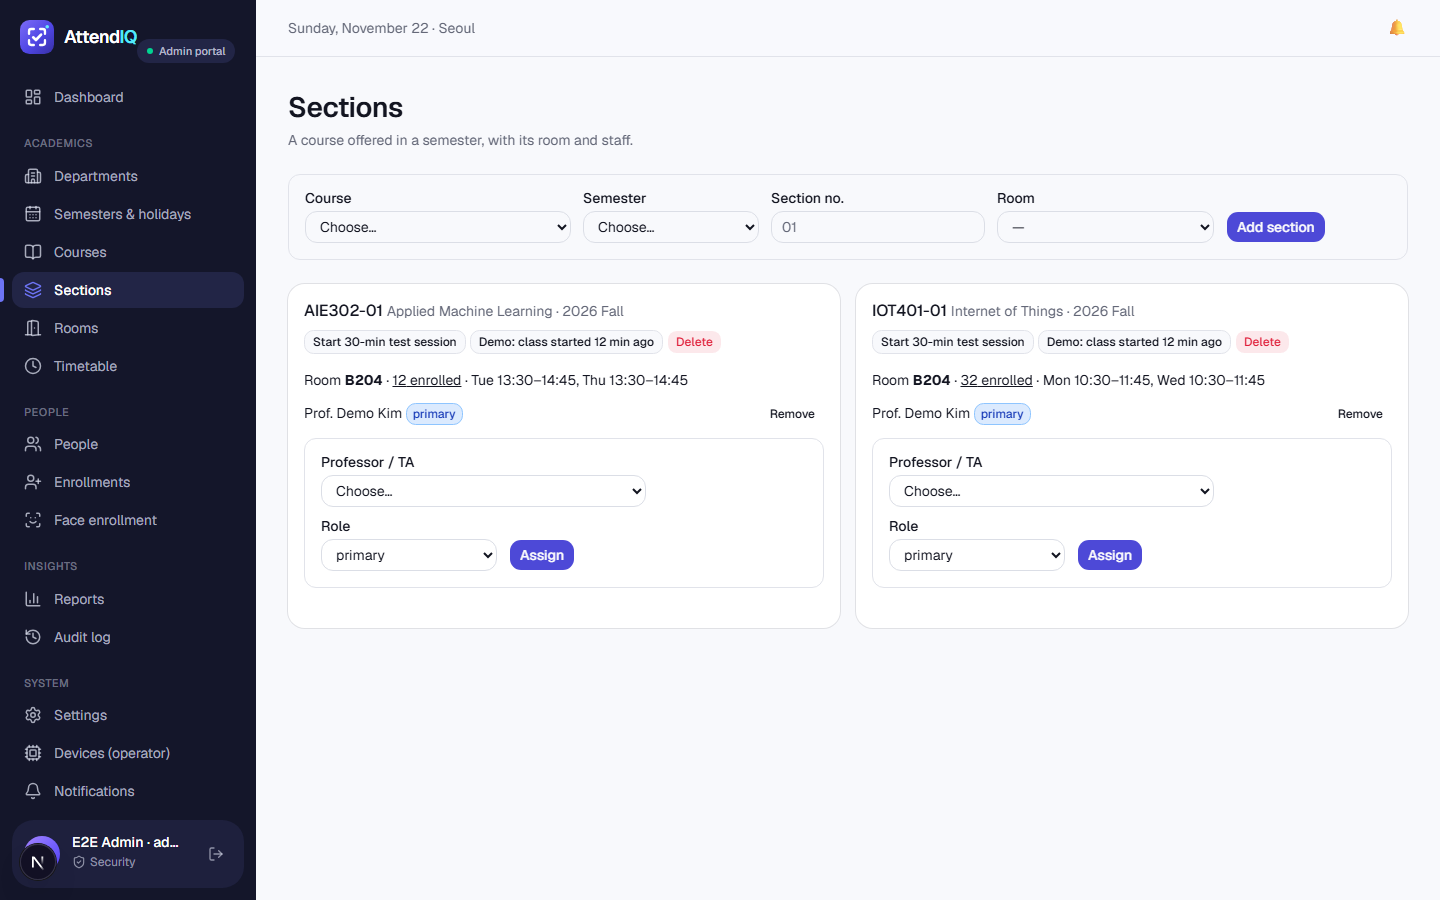 AttendIQ
Admin portal
Dashboard
ACADEMICS
Departments
Semesters & holidays
Courses
Sections
Rooms
Timetable
PEOPLE
People
Enrollments
Face enrollment
INSIGHTS
Reports
Audit log
SYSTEM
Settings
Devices (operator)
Notifications
E2E Admin · ad...
Security
N
Sunday, November 22 · Seoul
Sections
A course offered in a semester, with its room and staff.
Course Semester Section no. Room
Choose... Choose... 01 — Add section
AIE302-01 Applied Machine Learning · 2026 Fall
Start 30-min test session Demo: class started 12 min ago Delete
Room B204 · 12 enrolled · Tue 13:30–14:45, Thu 13:30–14:45
Prof. Demo Kim primary Remove
Professor / TA
Choose...
Role
primary Assign
IOT401-01 Internet of Things · 2026 Fall
Start 30-min test session Demo: class started 12 min ago Delete
Room B204 · 32 enrolled · Mon 10:30–11:45, Wed 10:30–11:45
Prof. Demo Kim primary Remove
Professor / TA
Choose...
Role
primary Assign